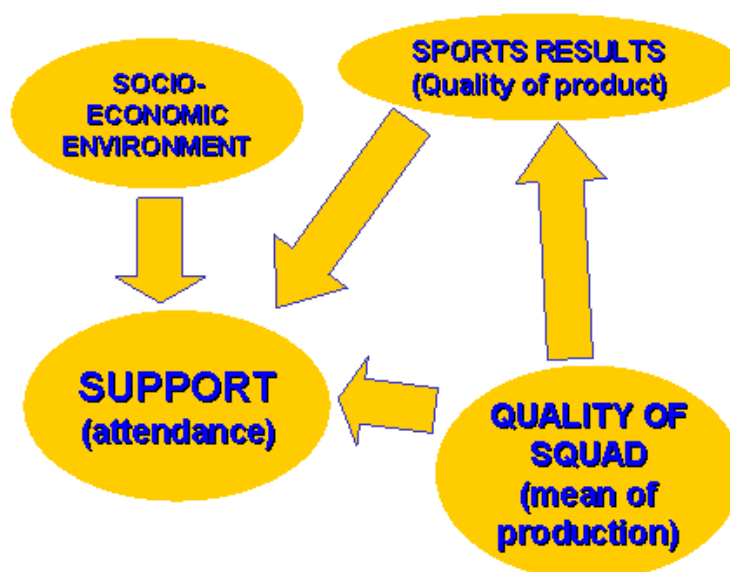 SOCIO-
ECONOMIC
ENVIRONMENT
SPORTS RESULTS
(Quality of product)
SUPPORT
(attendance)
QUALITY OF
SQUAD
(mean of
production)